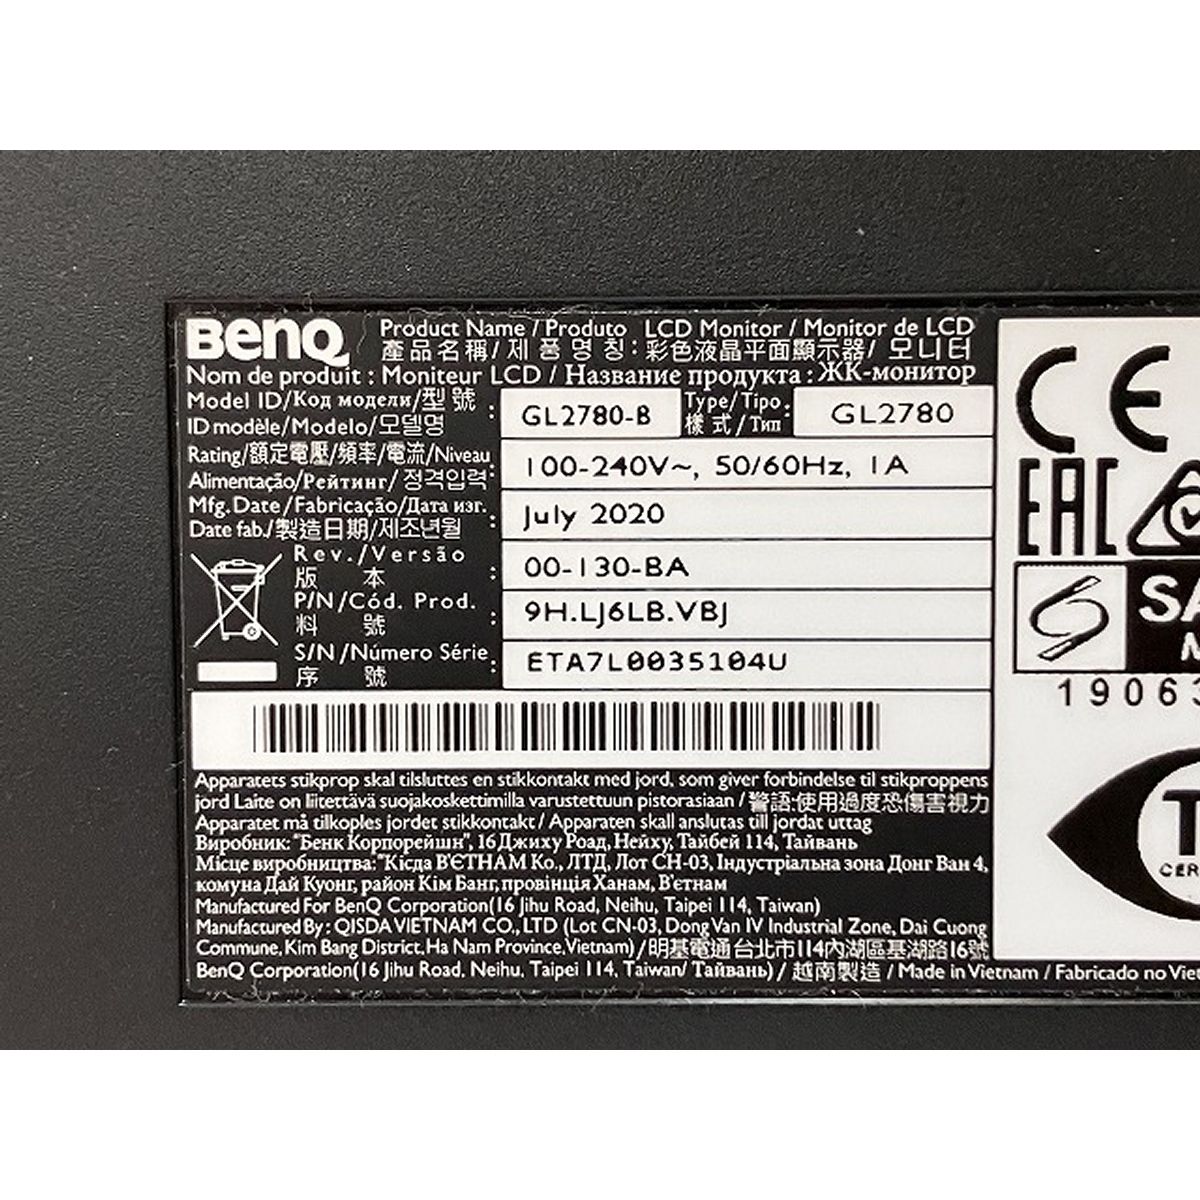 BenQ
Product Name / Produto LCD Monitor / Monitor de LCD
產品名稱 / 제품명칭 : 彩色液晶平面顯示器 / 모니터
Nom de produit : Moniteur LCD / Название продукта : ЖК-монитор
Model ID/Код модели/型號
ID modèle/Modelo/모델명 : GL2780-B
Type/Tipo
樣式/Тип : GL2780
Rating/額定電壓/頻率/電流/Niveau
Alimentação/Рейтинг/정격입력 : 100-240V~, 50/60Hz, 1A
Mfg.Date/Fabricação/Дата изг.
Date fab./製造日期/제조년월 : July 2020
Rev./Versão
版本 : 00-130-BA
P/N/Cód. Prod.
料號 : 9H.LJ6LB.VBJ
S/N/Número Série
序號 : ETA7L0035104U
Apparatets stikprop skal tilsluttes en stikkontakt med jord, som giver forbindelse til stikproppens
jord Laite on liitettävä suojakoskettimilla varustettuun pistorasiaan / 警語:使用過度恐傷害視力
Apparatet må tilkoples jordet stikkontakt / Apparaten skall anslutas till jordat uttag
Виробник: "Бенк Корпорейшн", 16 Джиху Роад, Нейху, Тайбей 114, Тайвань
Місце виробництва: "Кісда В'ЄТНАМ Ко., ЛТД, Лот CH-03, Індустріальна зона Донг Ван 4,
комуна Дай Куонг, район Кім Банг, провінція Ханам, В'єтнам
Manufactured For BenQ Corporation(16 Jihu Road, Neihu, Taipei 114, Taiwan)
Manufactured By : QISDA VIETNAM CO., LTD (Lot CN-03, Dong Van IV Industrial Zone, Dai Cuong
Commune, Kim Bang District, Ha Nam Province, Vietnam) / 明基電通 台北市114內湖區基湖路16號
BenQ Corporation(16 Jihu Road, Neihu, Taipei 114, Taiwan/ Тайвань) / 越南製造 / Made in Vietnam / Fabricado no Viet
CE
EAC
1906